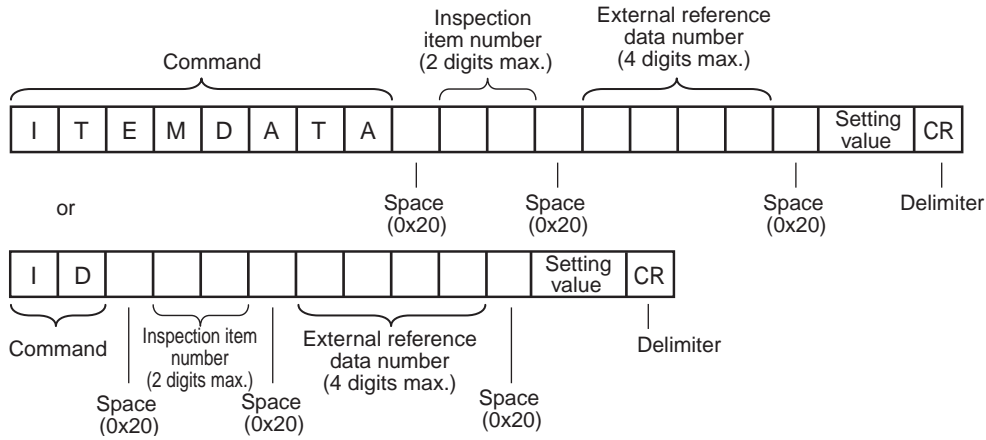 Command
Inspection
item number
(2 digits max.)
External reference
data number
(4 digits max.)
I T E M D A T A Setting value CR
Space
(0x20)
Space
(0x20)
Space
(0x20)
Delimiter
or
I D Setting value CR
Command
Inspection item
number
(2 digits max.)
External reference
data number
(4 digits max.)
Delimiter
Space
(0x20)
Space
(0x20)
Space
(0x20)